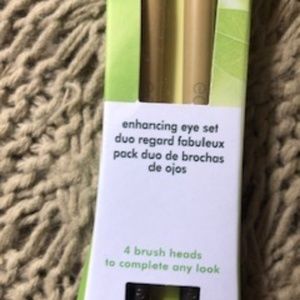 enhancing eye set
duo regard fabuleux
pack duo de brochas
de ojos
4 brush heads
to complete any look